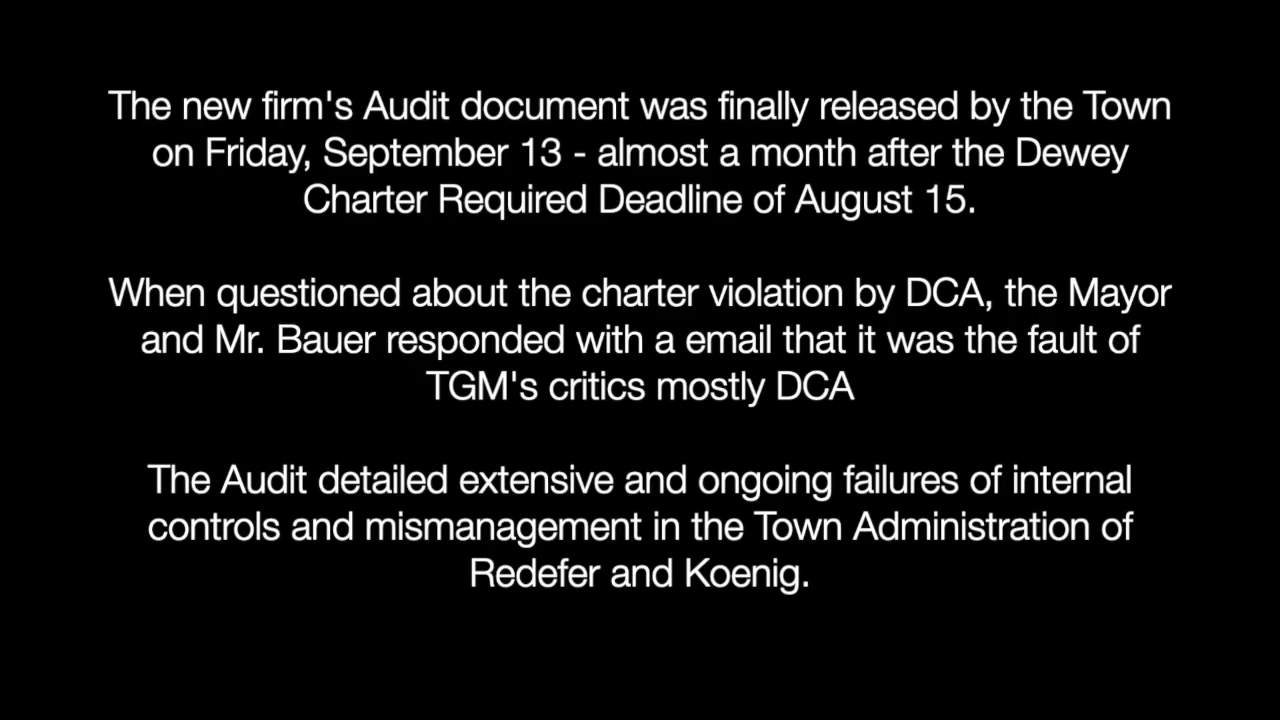 The new firm's Audit document was finally released by the Town
on Friday, September 13 - almost a month after the Dewey
Charter Required Deadline of August 15.
When questioned about the charter violation by DCA, the Mayor
and Mr. Bauer responded with a email that it was the fault of
TGM's critics mostly DCA
The Audit detailed extensive and ongoing failures of internal
controls and mismanagement in the Town Administration of
Redefer and Koenig.